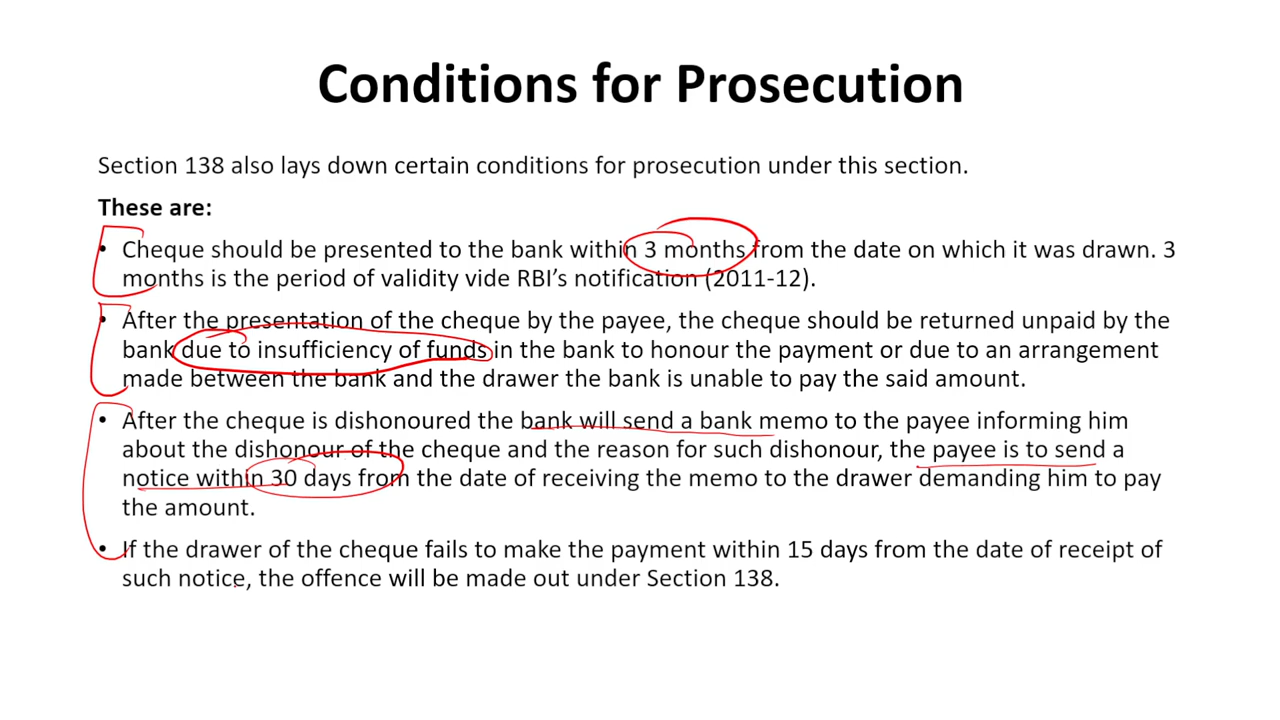 Conditions for Prosecution
Section 138 also lays down certain conditions for prosecution under this section.
These are:
• Cheque should be presented to the bank within 3 months from the date on which it was drawn. 3
months is the period of validity vide RBI's notification (2011-12).
• After the presentation of the cheque by the payee, the cheque should be returned unpaid by the
bank due to insufficiency of funds in the bank to honour the payment or due to an arrangement
made between the bank and the drawer the bank is unable to pay the said amount.
• After the cheque is dishonoured the bank will send a bank memo to the payee informing him
about the dishonour of the cheque and the reason for such dishonour, the payee is to send a
notice within 30 days from the date of receiving the memo to the drawer demanding him to pay
the amount.
• If the drawer of the cheque fails to make the payment within 15 days from the date of receipt of
such notice, the offence will be made out under Section 138.